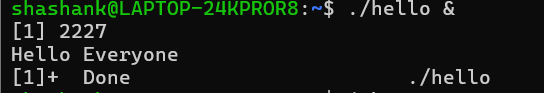 shashank@LAPTOP-24KPROR8:~$ ./hello &
[1] 2227
Hello Everyone
[1]+  Done                    ./hello